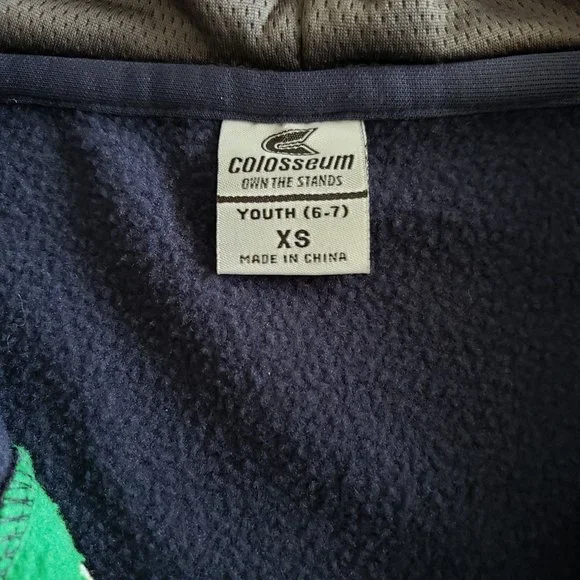 COLOSSEUM
OWN THE STANDS
YOUTH (6-7)
XS
MADE IN CHINA